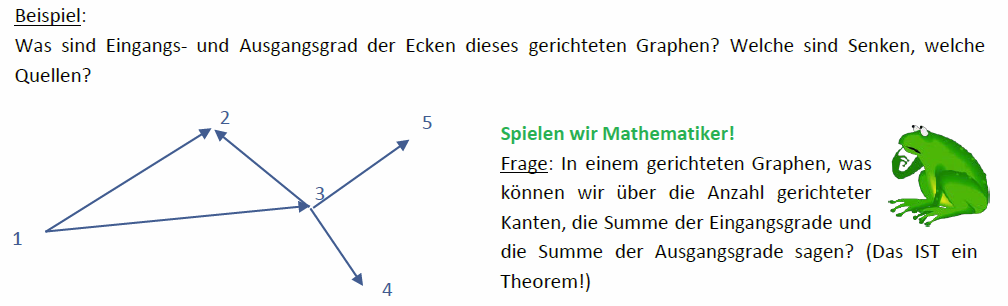 Beispiel:
Was sind Eingangs- und Ausgangsgrad der Ecken dieses gerichteten Graphen? Welche sind Senken, welche
Quellen?
2
5
3
1
4
Spielen wir Mathematiker!
Frage: In einem gerichteten Graphen, was
können wir über die Anzahl gerichteter
Kanten, die Summe der Eingangsgrade und
die Summe der Ausgangsgrade sagen? (Das IST ein
Theorem!)